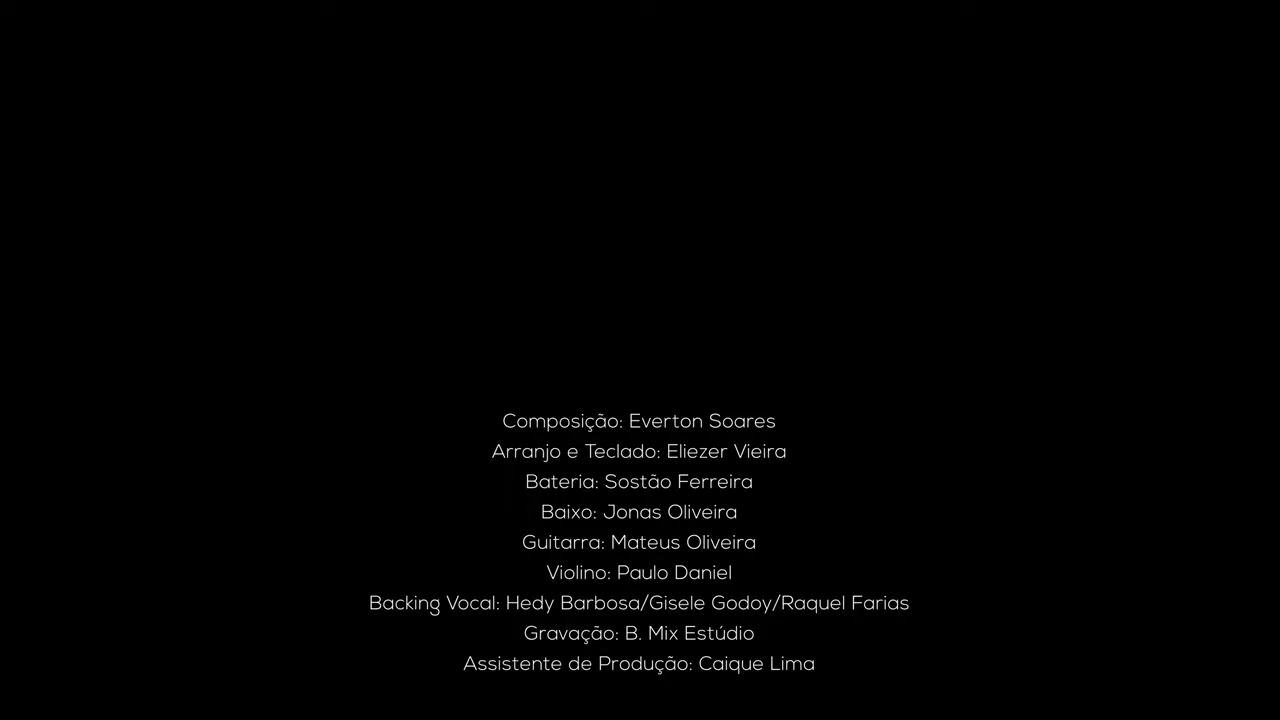 Composição: Everton Soares
Arranjo e Teclado: Eliezer Vieira
Bateria: Sostão Ferreira
Baixo: Jonas Oliveira
Guitarra: Mateus Oliveira
Violino: Paulo Daniel
Backing Vocal: Hedy Barbosa/Gisele Godoy/Raquel Farias
Gravação: B. Mix Estúdio
Assistente de Produção: Caique Lima